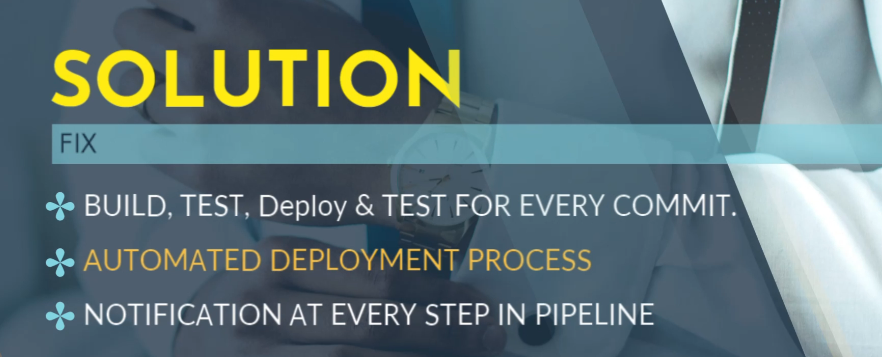 SOLUTION
FIX
BUILD, TEST, Deploy & TEST FOR EVERY COMMIT.
AUTOMATED DEPLOYMENT PROCESS
NOTIFICATION AT EVERY STEP IN PIPELINE